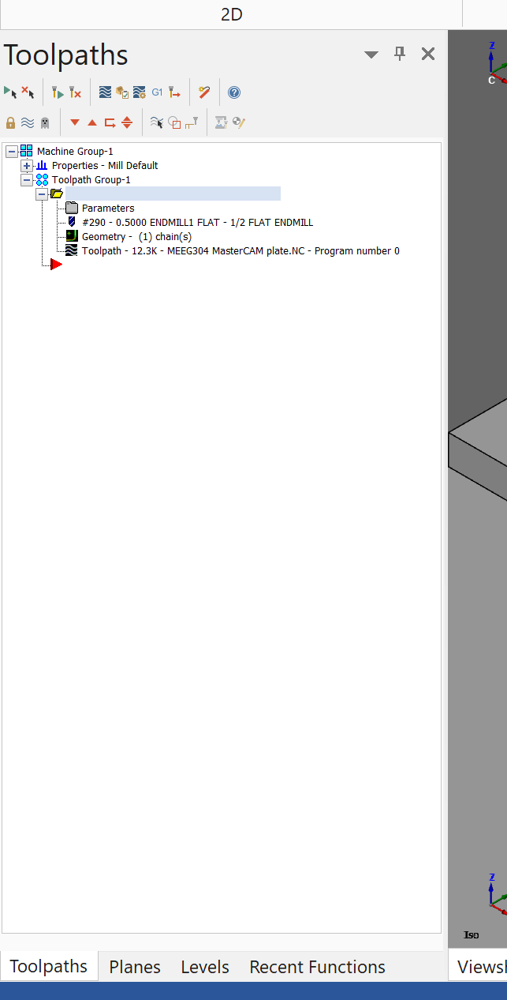 2D
Toolpaths
G1
Machine Group-1
Properties - Mill Default
Toolpath Group-1
Parameters
#290 - 0.5000 ENDMILL1 FLAT - 1/2 FLAT ENDMILL
Geometry - (1) chain(s)
Toolpath - 12.3K - MEEG304 MasterCAM plate.NC - Program number 0
Z
C
Z
Iso
Toolpaths Planes Levels Recent Functions